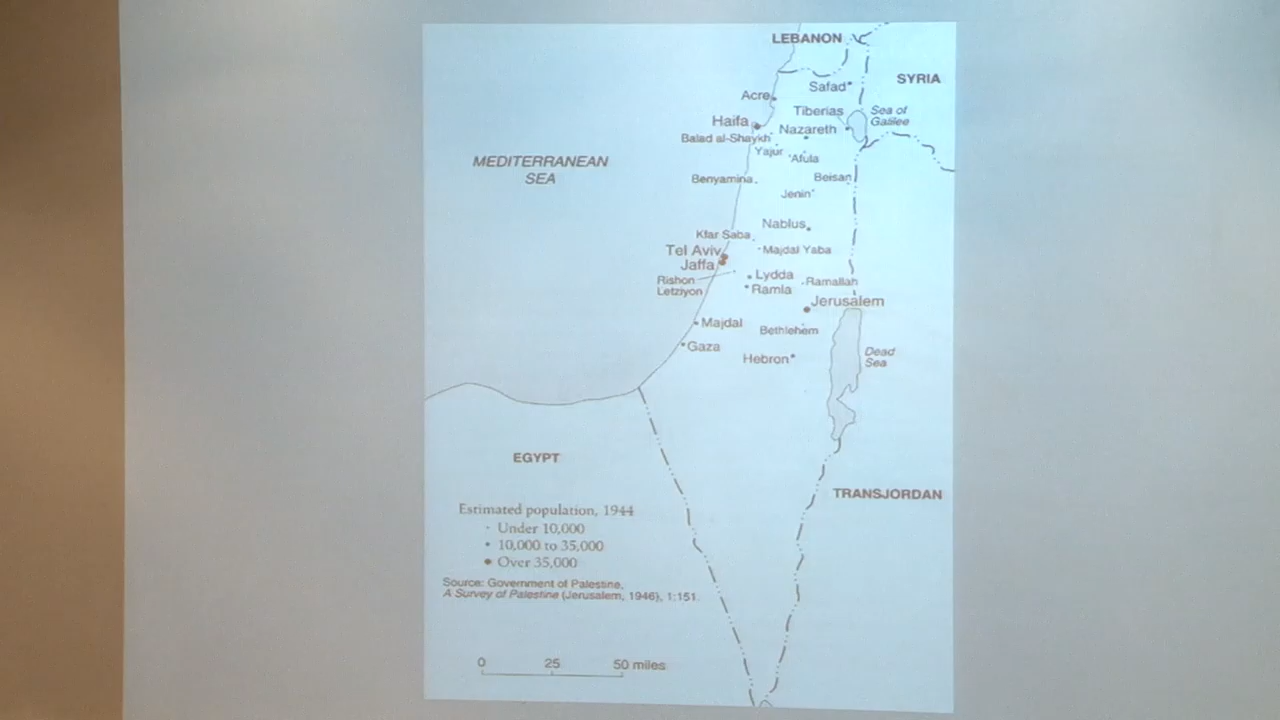 LEBANON
SYRIA
Safad
Acre
Tiberias
Sea of
Galilee
Haifa
Nazareth
Balad al-Shaykh
Yajur
Afula
MEDITERRANEAN
SEA
Benyamina
Beisan
Jenin
Nablus
Kfar Saba
Tel Aviv
Majdal Yaba
Jaffa
Lydda
Rishon
Letziyon
Ramallah
Ramla
Jerusalem
Majdal
Bethlehem
Gaza
Hebron
Dead
Sea
EGYPT
TRANSJORDAN
Estimated population, 1944
Under 10,000
10,000 to 35,000
Over 35,000
Source: Government of Palestine,
A Survey of Palestine (Jerusalem, 1946), 1:151
0 25 50 miles